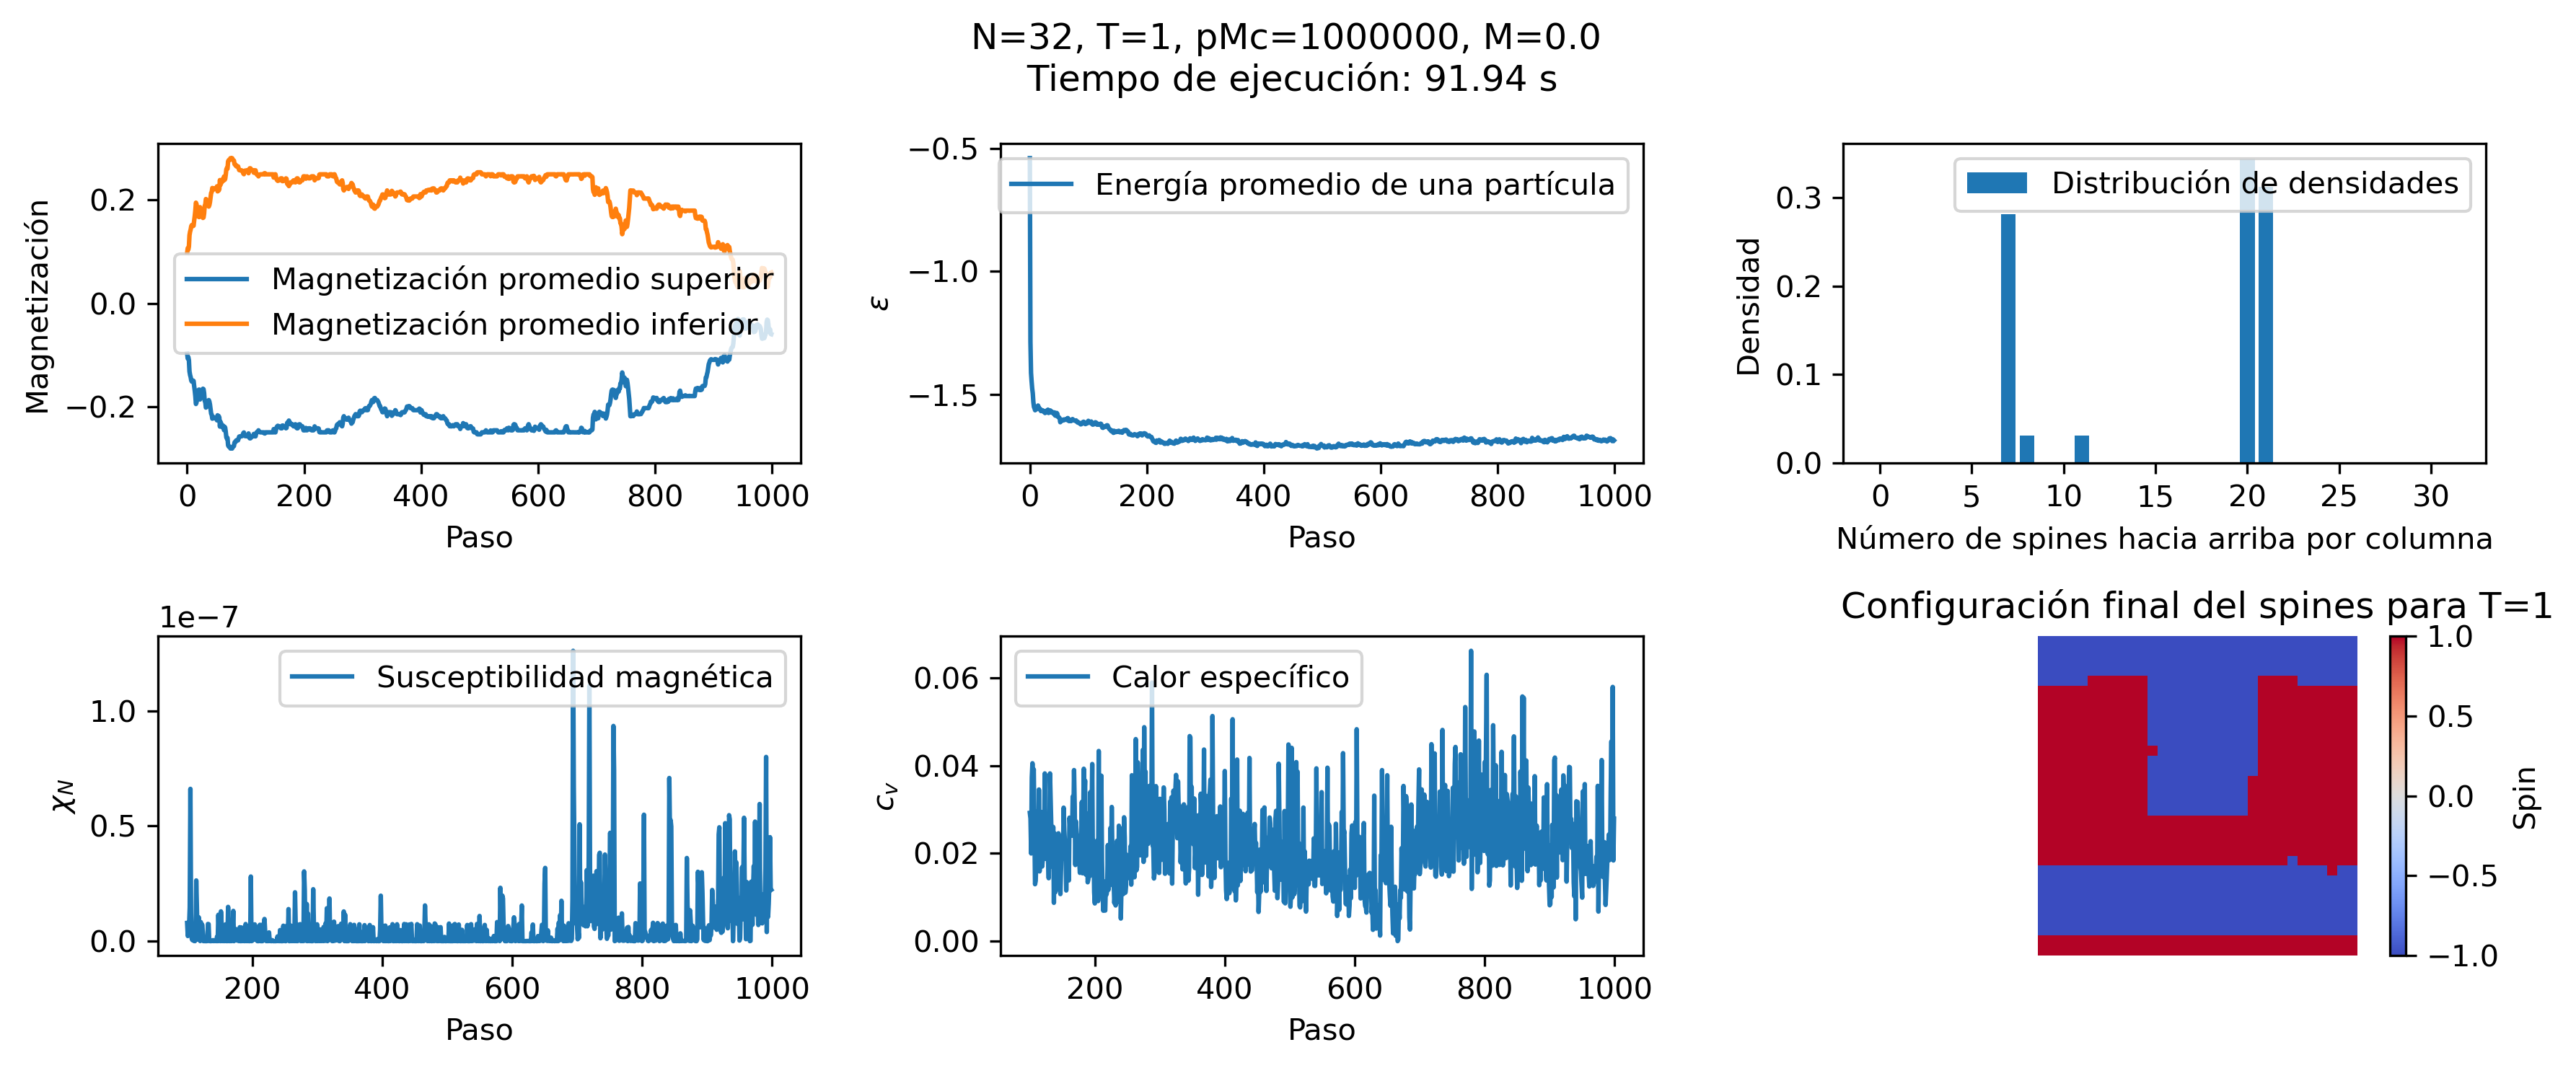 N=32, T=1, pMc=1000000, M=0.0
Tiempo de ejecución: 91.94 s
Magnetización
0.2
0.0
−0.2
Magnetización promedio superior
Magnetización promedio inferior
0 200 400 600 800 1000
Paso
ε
−0.5
−1.0
−1.5
Energía promedio de una partícula
0 200 400 600 800 1000
Paso
Densidad
0.3
0.2
0.1
0.0
Distribución de densidades
0 5 10 15 20 25 30
Número de spines hacia arriba por columna
1e−7
χN
1.0
0.5
0.0
Susceptibilidad magnética
200 400 600 800 1000
Paso
cv
0.06
0.04
0.02
0.00
Calor específico
200 400 600 800 1000
Paso
Configuración final del spines para T=1
1.0
0.5
0.0
−0.5
−1.0
Spin